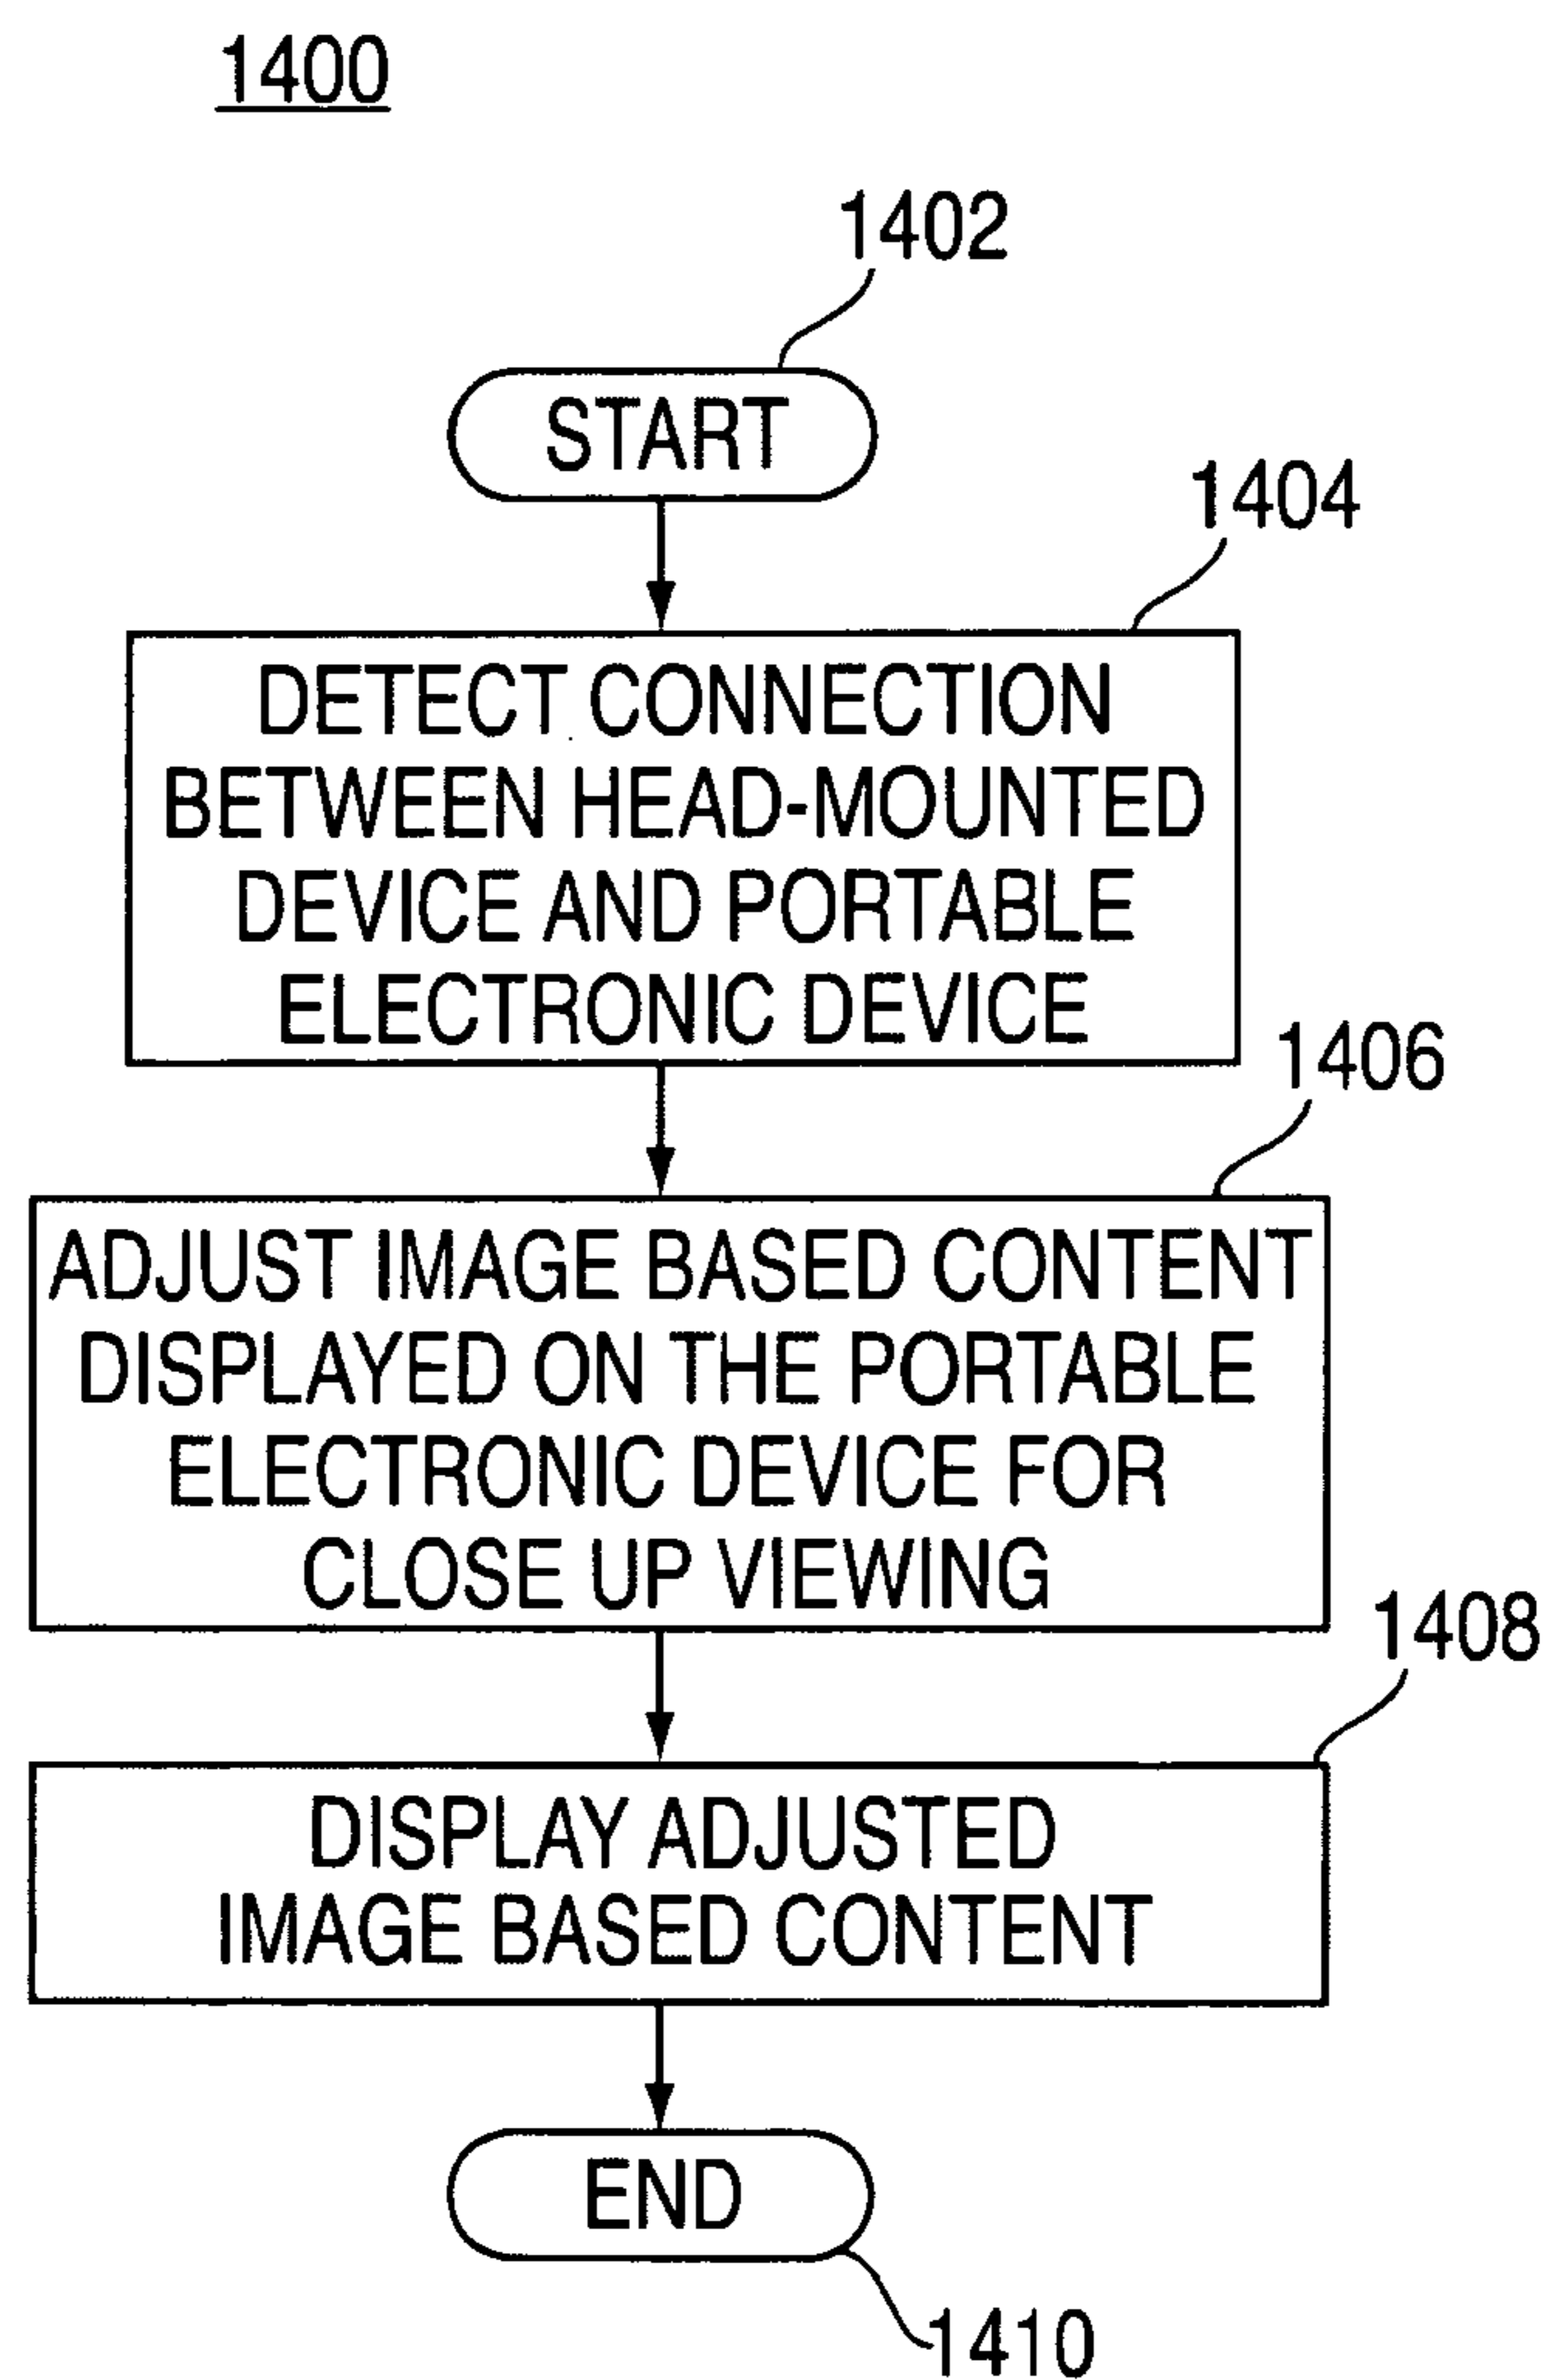 1400
1402
START
1404
DETECT CONNECTION
BETWEEN HEAD-MOUNTED
DEVICE AND PORTABLE
ELECTRONIC DEVICE
1406
ADJUST IMAGE BASED CONTENT
DISPLAYED ON THE PORTABLE
ELECTRONIC DEVICE FOR
CLOSE UP VIEWING
1408
DISPLAY ADJUSTED
IMAGE BASED CONTENT
END
1410